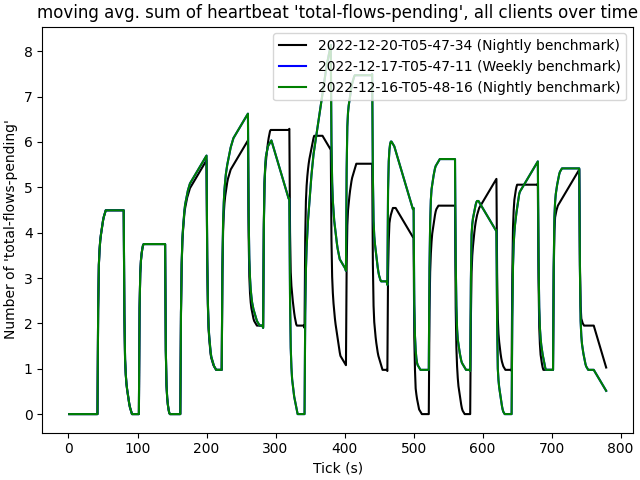 moving avg. sum of heartbeat 'total-flows-pending', all clients over time
2022-12-20-T05-47-34 (Nightly benchmark)
2022-12-17-T05-47-11 (Weekly benchmark)
2022-12-16-T05-48-16 (Nightly benchmark)
Number of 'total-flows-pending'
8
7
6
5
4
3
2
1
0
0 100 200 300 400 500 600 700 800
Tick (s)